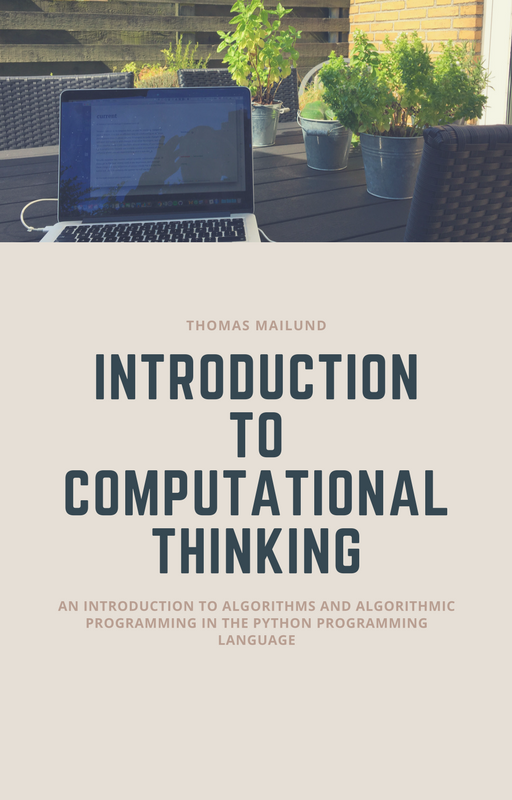 THOMAS MAILUND
INTRODUCTION
TO
COMPUTATIONAL
THINKING
AN INTRODUCTION TO ALGORITHMS AND ALGORITHMIC
PROGRAMMING IN THE PYTHON PROGRAMMING
LANGUAGE